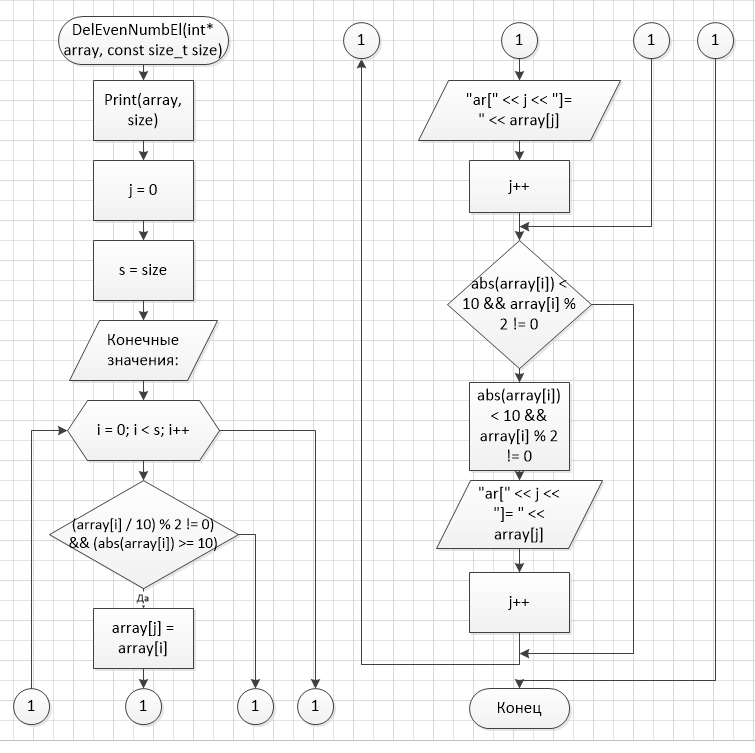 DelEvenNumbEl(int*
array, const size_t size)
Print(array,
size)
j = 0
s = size
Конечные
значения:
i = 0; i < s; i++
(array[i] / 10) % 2 != 0)
&& (abs(array[i]) >= 10)
Да
array[j] =
array[i]
1
1
1
1
1
1
1
1
"ar[" << j << "]=
" << array[j]
j++
abs(array[i]) <
10 && array[i] %
2 != 0
abs(array[i])
< 10 &&
array[i] % 2
!= 0
"ar[" << j <<
"]= " <<
array[j]
j++
Конец